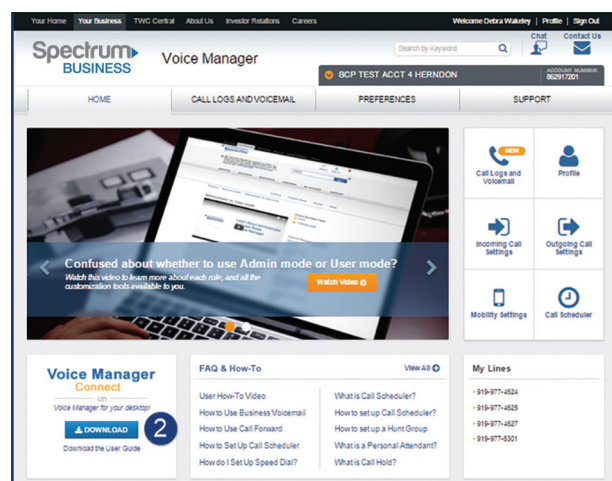 Your Home Your Business TWC Central About Us Investor Relations Careers Welcome Debra Wakeley | Profile | Sign Out
Spectrum
BUSINESS
Voice Manager
Search by Keyword
Chat
Contact Us
BCP TEST ACCT 4 HERNDON
ACCOUNT NUMBER:
862917201
HOME CALL LOGS AND VOICEMAIL PREFERENCES SUPPORT
Confused about whether to use Admin mode or User mode?
Watch this video to learn more about each role, and all the
customization tools available to you.
Watch Video
NEW
Call Logs and
Voicemail
Profile
Incoming Call
Settings
Outgoing Call
Settings
Mobility Settings
Call Scheduler
Voice Manager
Connect
Voice Manager for your desktop!
DOWNLOAD
2
Download the User Guide
FAQ & How-To
View All
User How-To Video
How to Use Business Voicemail
How to Use Call Forward
How to Set Up Call Scheduler
How do I Set Up Speed Dial?
What is Call Scheduler?
How to set up Call Scheduler?
How to set up a Hunt Group
What is a Personal Attendant?
What is Call Hold?
My Lines
919-977-4624
919-977-4625
919-977-4627
919-977-6301